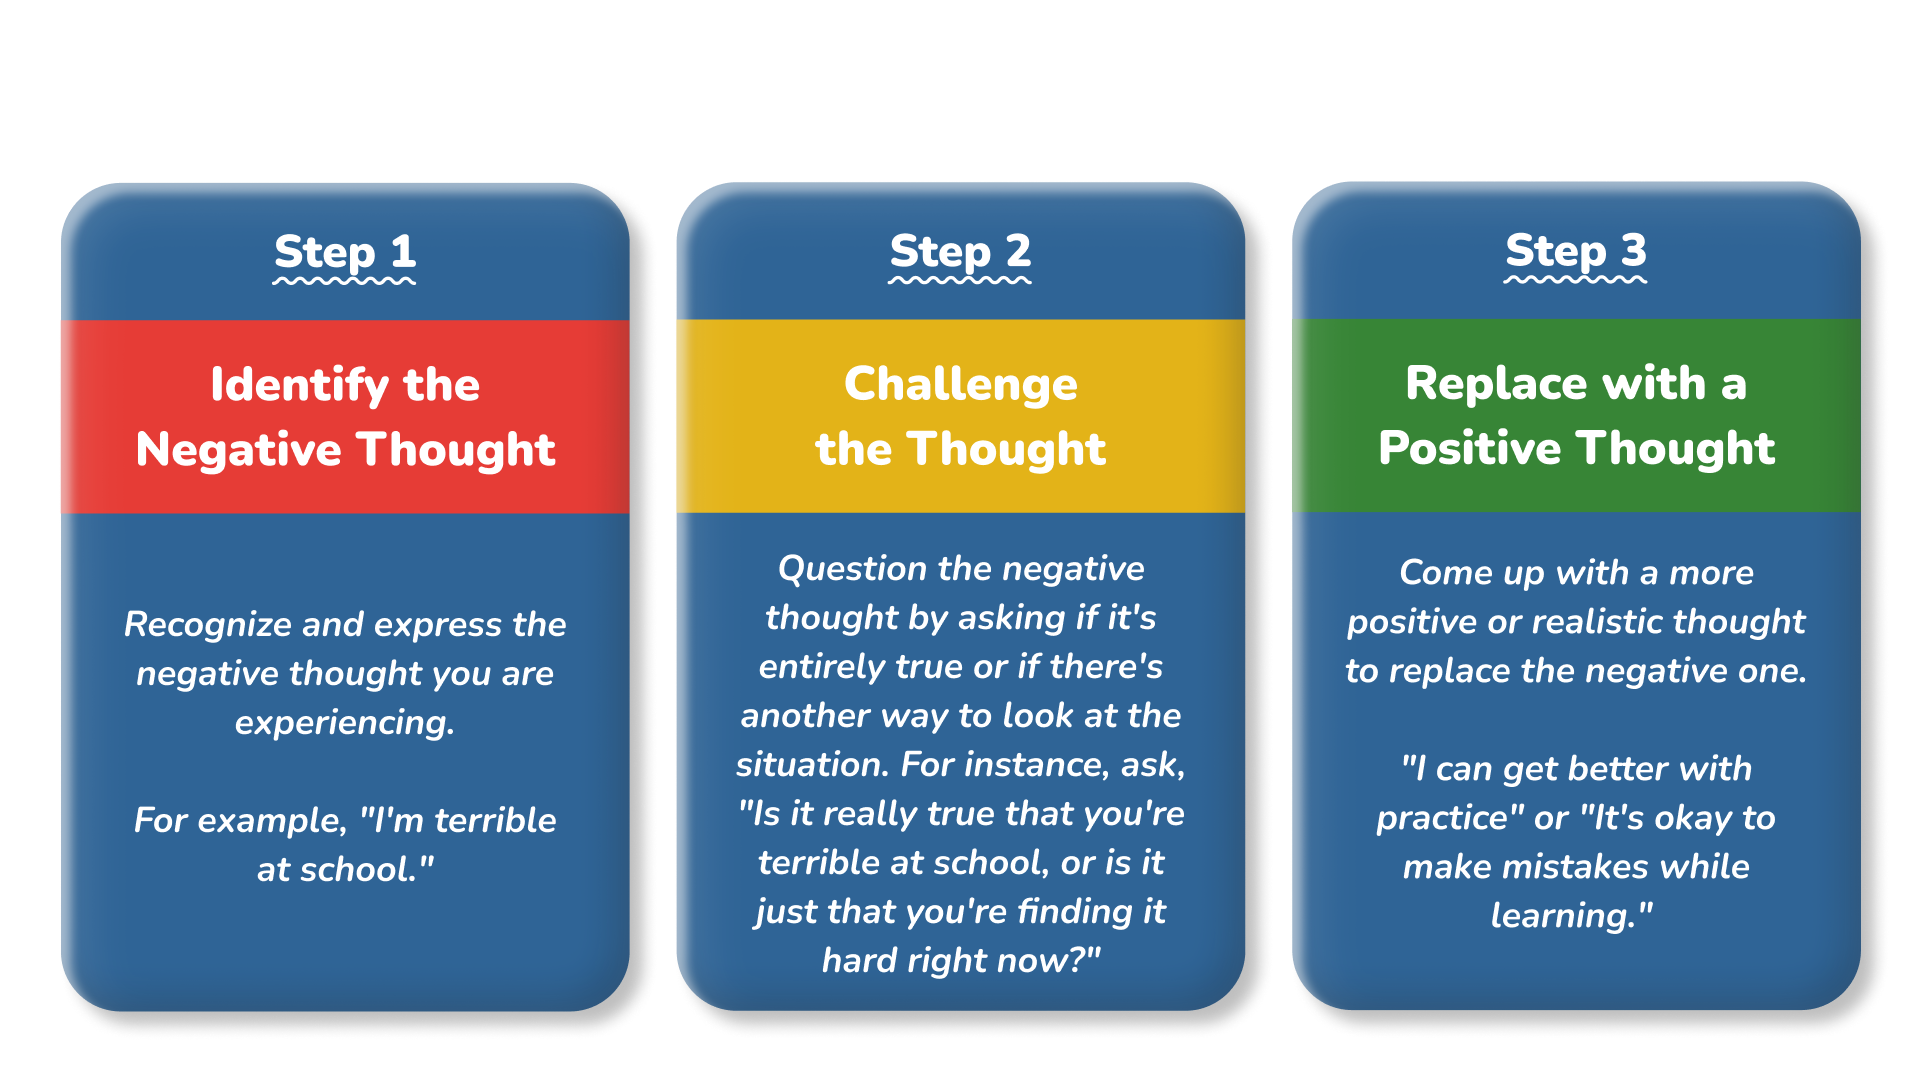 Step 1
Identify the
Negative Thought
Recognize and express the
negative thought you are
experiencing.
For example, "I'm terrible
at school."
Step 2
Challenge
the Thought
Question the negative
thought by asking if it's
entirely true or if there's
another way to look at the
situation. For instance, ask,
"Is it really true that you're
terrible at school, or is it
just that you're finding it
hard right now?"
Step 3
Replace with a
Positive Thought
Come up with a more
positive or realistic thought
to replace the negative one.
"I can get better with
practice" or "It's okay to
make mistakes while
learning."